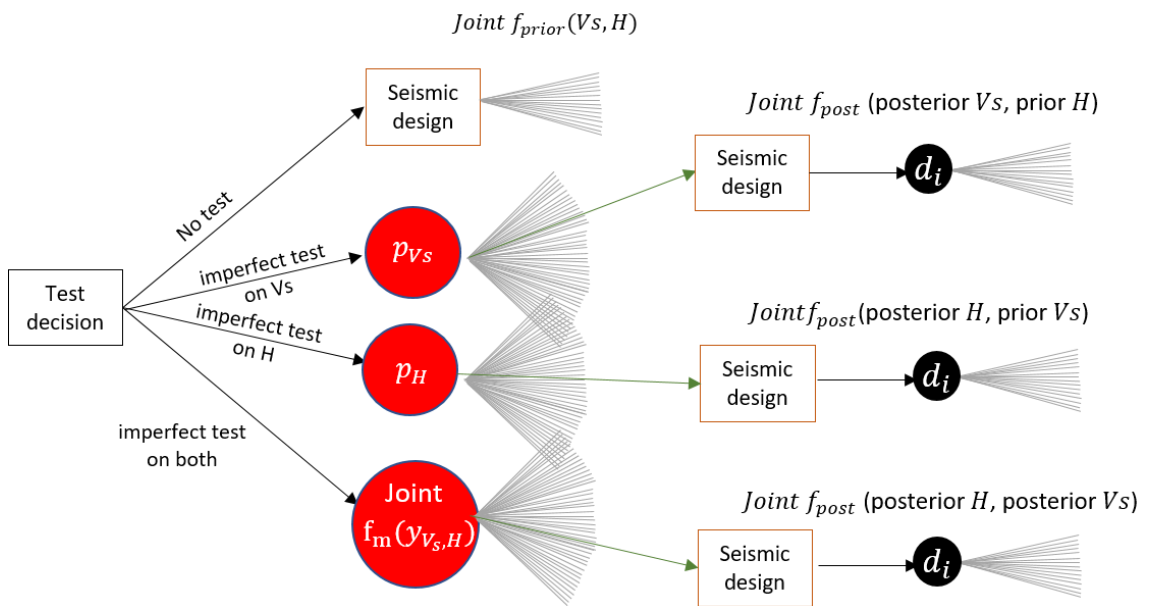 Joint f_prior(Vs, H)
Seismic
design
Joint f_post (posterior Vs, prior H)
Seismic
design
d_i
No test
p_Vs
imperfect test
on Vs
Test
decision
imperfect test
on H
p_H
Joint f_post(posterior H, prior Vs)
Seismic
design
d_i
imperfect test
on both
Joint
f_m(y_Vs,H)
Joint f_post (posterior H, posterior Vs)
Seismic
design
d_i